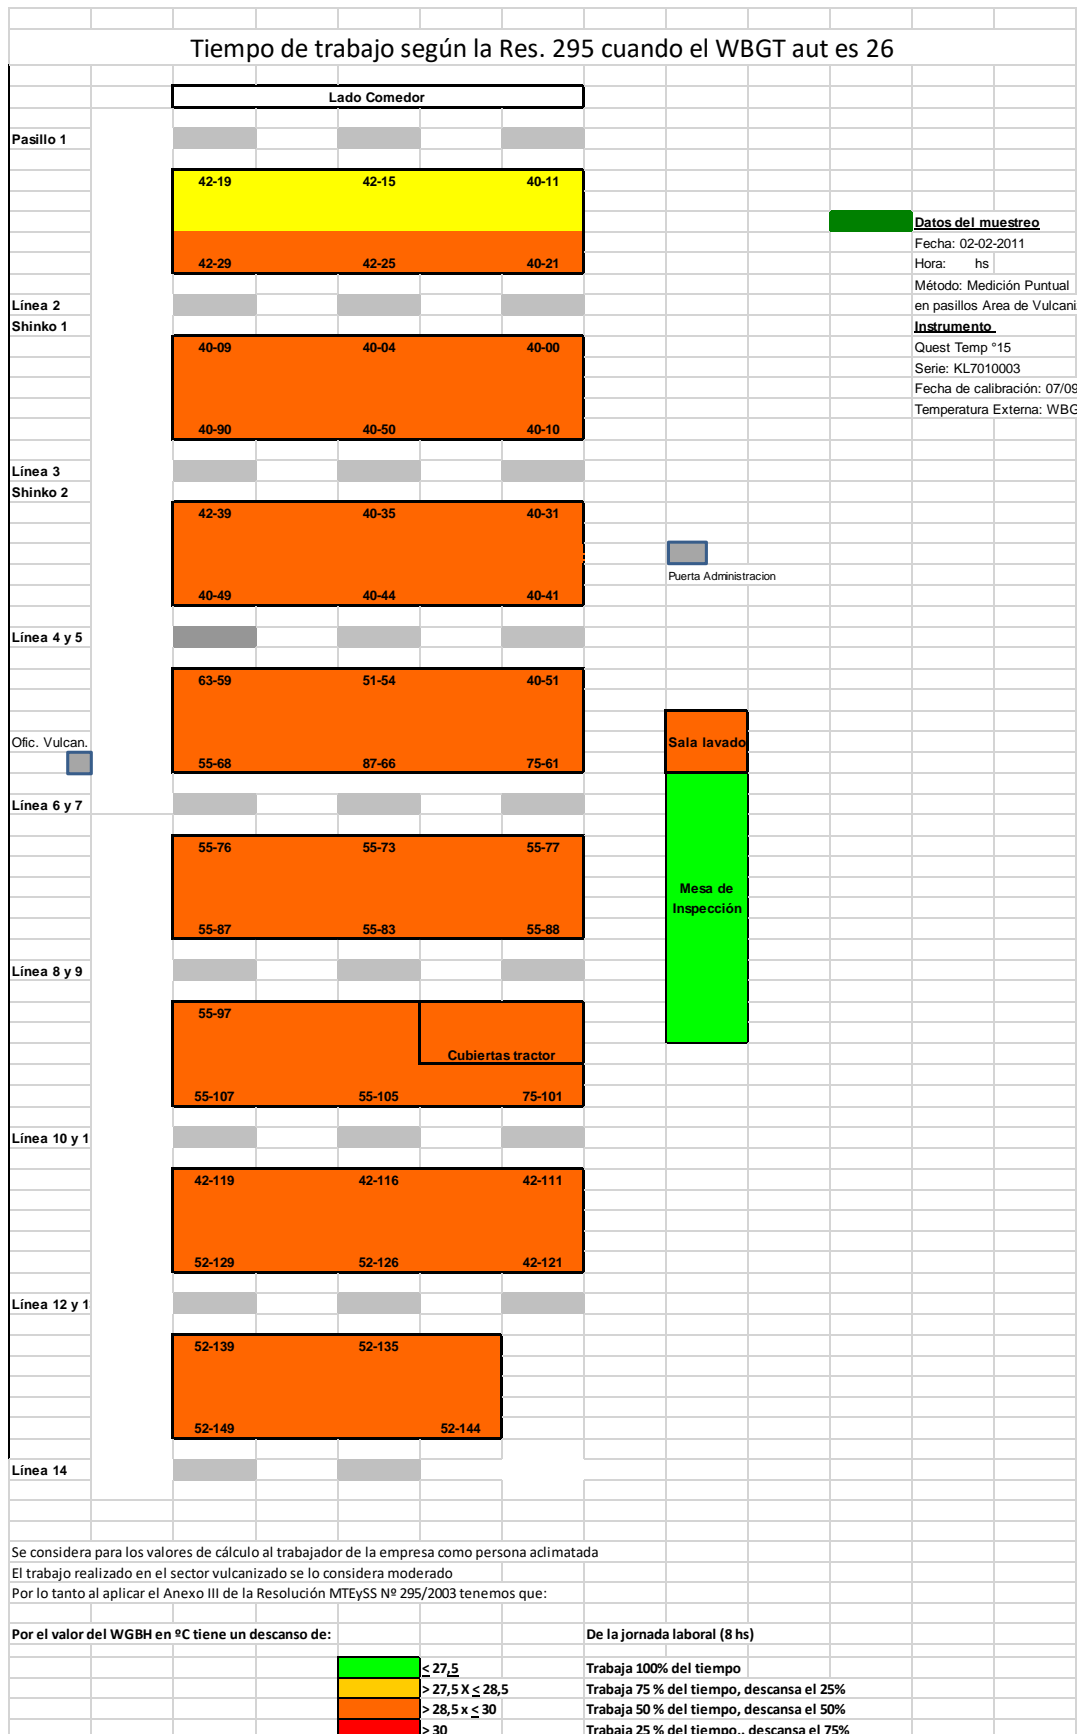 Tiempo de trabajo según la Res. 295 cuando el WBGT aut es 26
Lado Comedor
Pasillo 1
42-19 42-15 40-11
Datos del muestreo
Fecha: 02-02-2011
42-29 42-25 40-21
Hora: hs
Método: Medición Puntual
Línea 2
en pasillos Area de Vulcani
Shinko 1
Instrumento
40-09 40-04 40-00
Quest Temp °15
Serie: KL7010003
Fecha de calibración: 07/09
Temperatura Externa: WBG
40-90 40-50 40-10
Línea 3
Shinko 2
42-39 40-35 40-31
Puerta Administracion
40-49 40-44 40-41
Línea 4 y 5
63-59 51-54 40-51
Ofic. Vulcan.
Sala lavado
55-68 87-66 75-61
Línea 6 y 7
55-76 55-73 55-77
Mesa de
Inspección
55-87 55-83 55-88
Línea 8 y 9
55-97
Cubiertas tractor
55-107 55-105 75-101
Línea 10 y 1
42-119 42-116 42-111
52-129 52-126 42-121
Línea 12 y 1
52-139 52-135
52-149 52-144
Línea 14
Se considera para los valores de cálculo al trabajador de la empresa como persona aclimatada
El trabajo realizado en el sector vulcanizado se lo considera moderado
Por lo tanto al aplicar el Anexo III de la Resolución MTEySS Nº 295/2003 tenemos que:
Por el valor del WGBH en ºC tiene un descanso de: De la jornada laboral (8 hs)
≤ 27,5 Trabaja 100% del tiempo
> 27,5 X ≤ 28,5 Trabaja 75 % del tiempo, descansa el 25%
> 28,5 x ≤ 30 Trabaja 50 % del tiempo, descansa el 50%
> 30 Trabaja 25 % del tiempo,, descansa el 75%